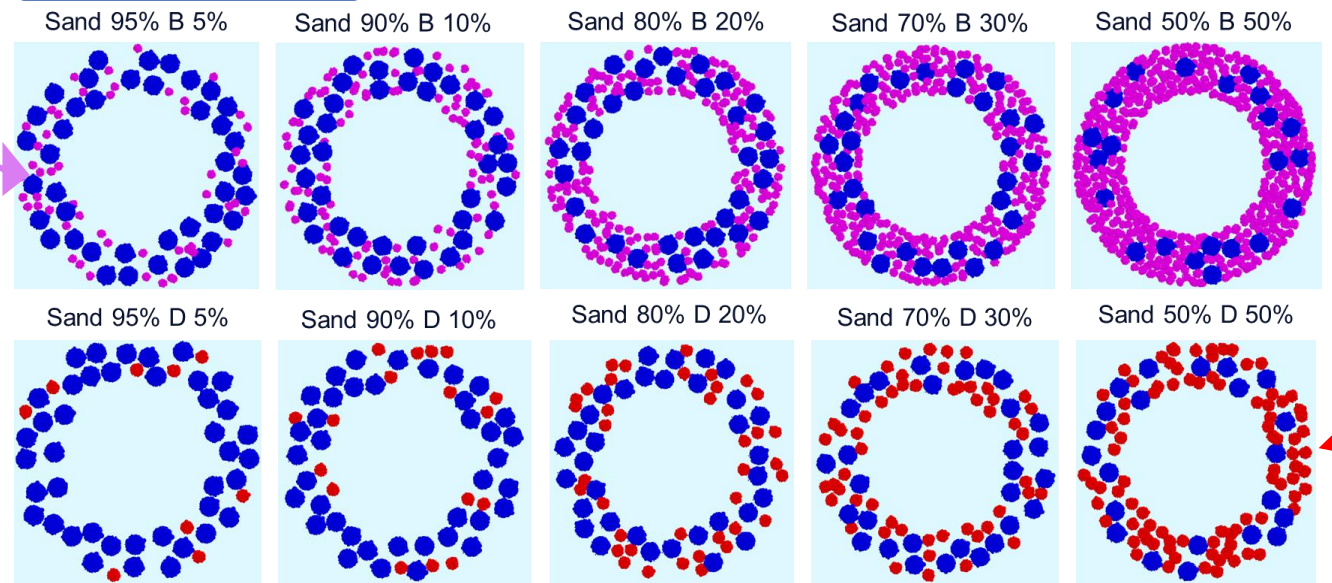 Sand 95% B 5%
Sand 90% B 10%
Sand 80% B 20%
Sand 70% B 30%
Sand 50% B 50%
Sand 95% D 5%
Sand 90% D 10%
Sand 80% D 20%
Sand 70% D 30%
Sand 50% D 50%